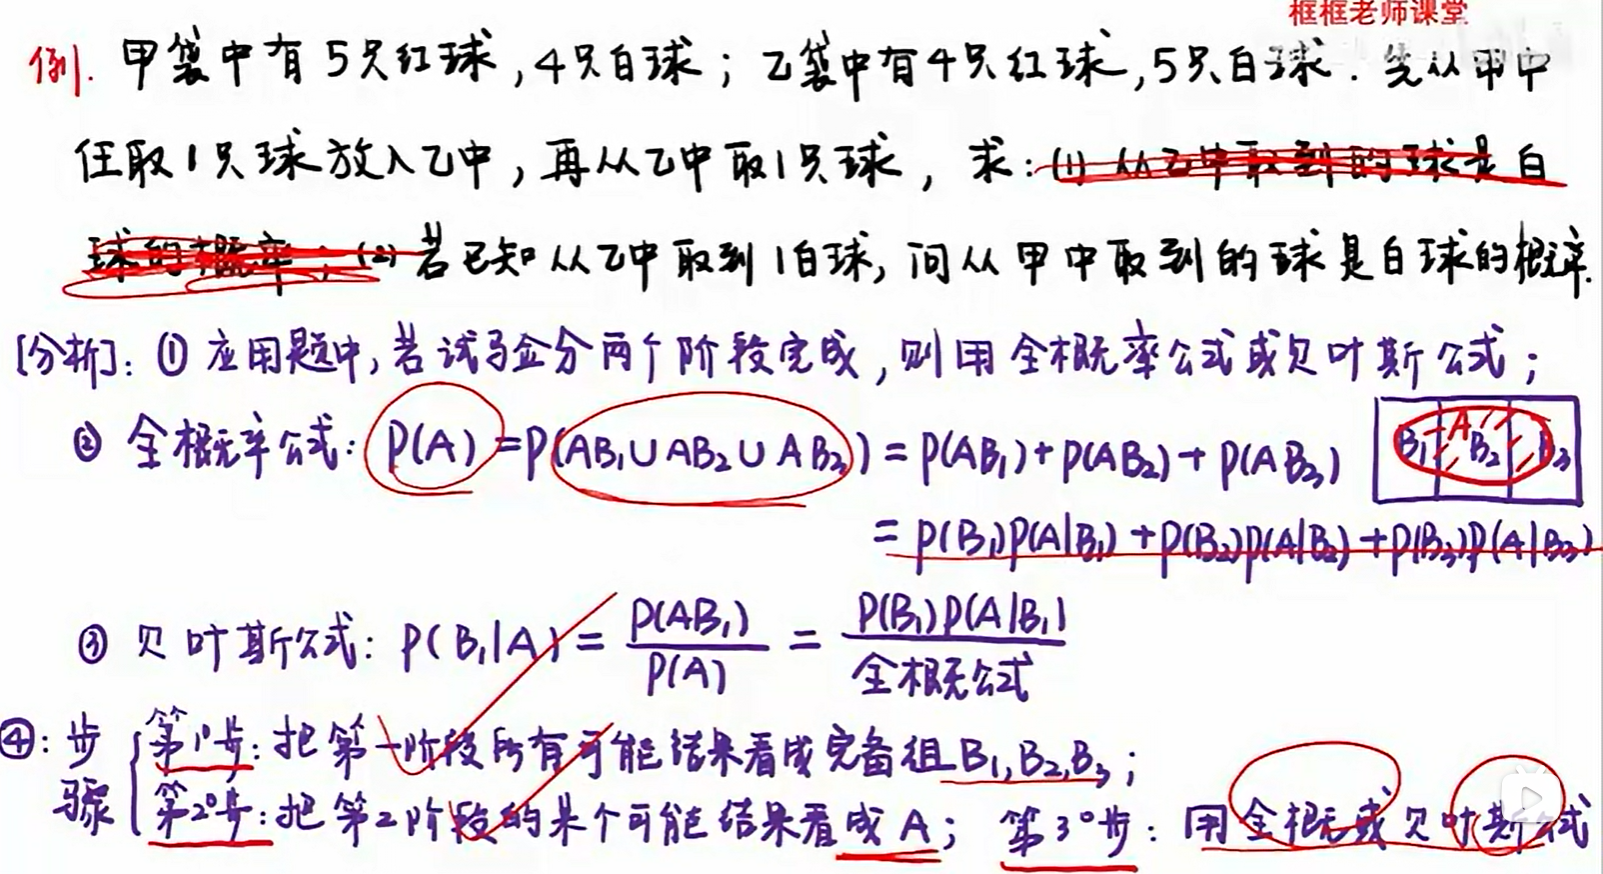 框框老师课堂
例. 甲袋中有5只红球,4只白球; 乙袋中有4只红球,5只白球. 先从甲中
任取1只球放入乙中, 再从乙中取1只球, 求: (1) 从乙中取到的球是白
球的概率; (2) 若已知从乙中取到1白球, 问从甲中取到的球是白球的概率.
[分析]: ① 应用题中, 若试验分两个阶段完成, 则用全概率公式或贝叶斯公式;
② 全概率公式: P(A) = P(AB₁∪AB₂∪AB₃) = P(AB₁)+P(AB₂)+P(AB₃)
B₁ A B₂ B₃
= P(B₁)P(A|B₁)+P(B₂)P(A|B₂)+P(B₃)P(A|B₃)
③ 贝叶斯公式: P(B₁|A) = P(AB₁)/P(A) = P(B₁)P(A|B₁)/全概公式
④: 步骤 { 第1°步: 把第一阶段所有可能结果看成完备组B₁,B₂,B₃;
第2°步: 把第2阶段的某个可能结果看成A; 第3°步: 用全概或贝叶斯公式